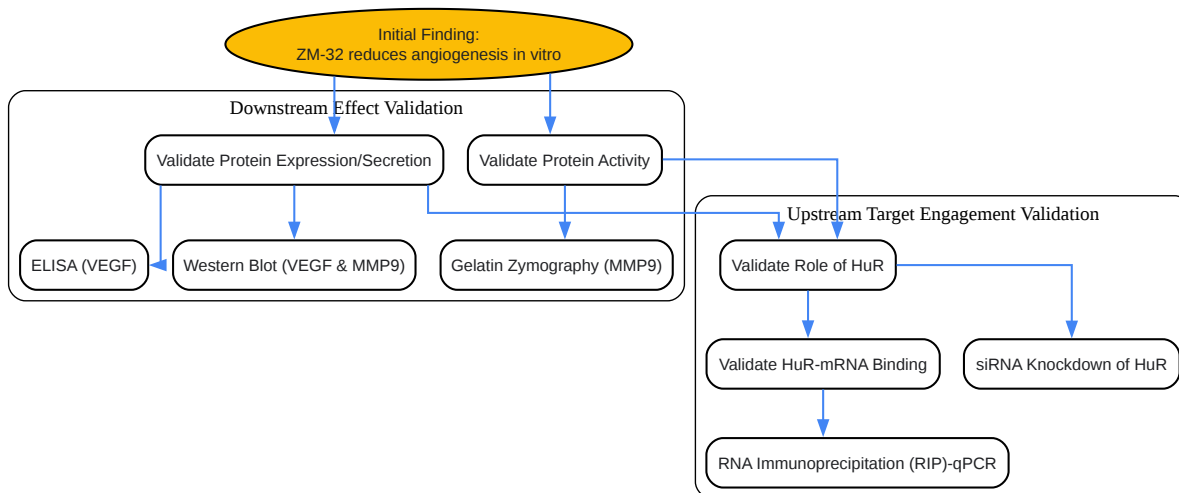 Initial Finding:
ZM-32 reduces angiogenesis in vitro
Downstream Effect Validation
Validate Protein Expression/Secretion
Validate Protein Activity
Upstream Target Engagement Validation
ELISA (VEGF)
Western Blot (VEGF & MMP9)
Gelatin Zymography (MMP9)
Validate Role of HuR
Validate HuR-mRNA Binding
siRNA Knockdown of HuR
RNA Immunoprecipitation (RIP)-qPCR